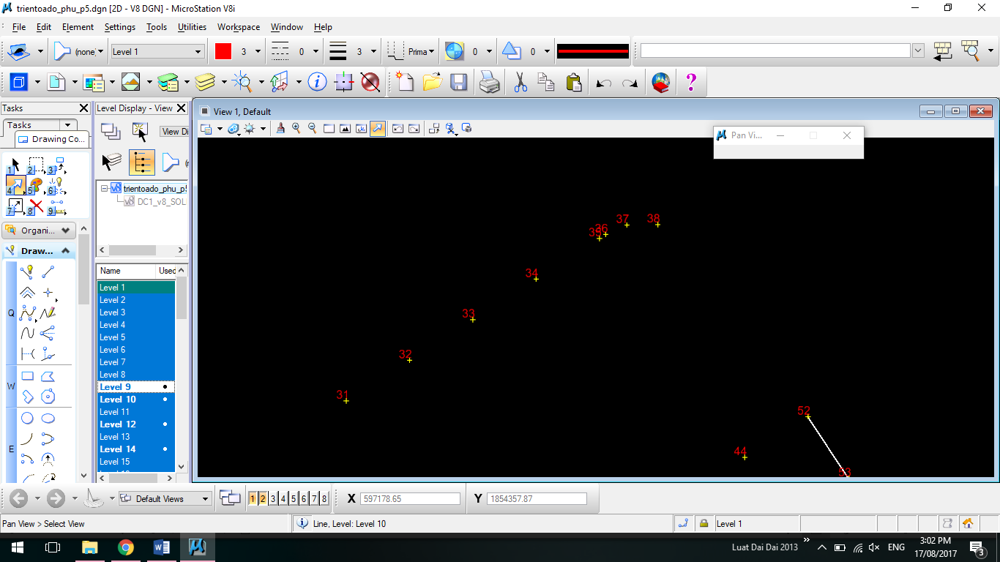 trientoado_phu_p5.dgn [2D - V8 DGN] - MicroStation V8i
File Edit Element Settings Tools Utilities Workspace Window Help
(none) Level 1 3 0 3 Prima 0 0
Tasks
Level Display - View
View 1, Default
Tasks
Drawing Co...
View Di
Pan Vi...
1 2 3
4 5 6
7 8 9
trientoado_phu_p5
DC1_v8_SOL
Organi...
Draw...
Name Used
Level 1
Level 2
Level 3
Level 4
Level 5
Level 6
Level 7
Level 8
Level 9
Level 10
Level 11
Level 12
Level 13
Level 14
Level 15
Q
W
E
37 38
35 36
34
33
32
31
52
44
53
Default Views 1 2 3 4 5 6 7 8 X 597178.65 Y 1854357.87
Pan View > Select View Line, Level: Level 10 Level 1
Luat Dai Dai 2013 ENG 3:02 PM
17/08/2017 3